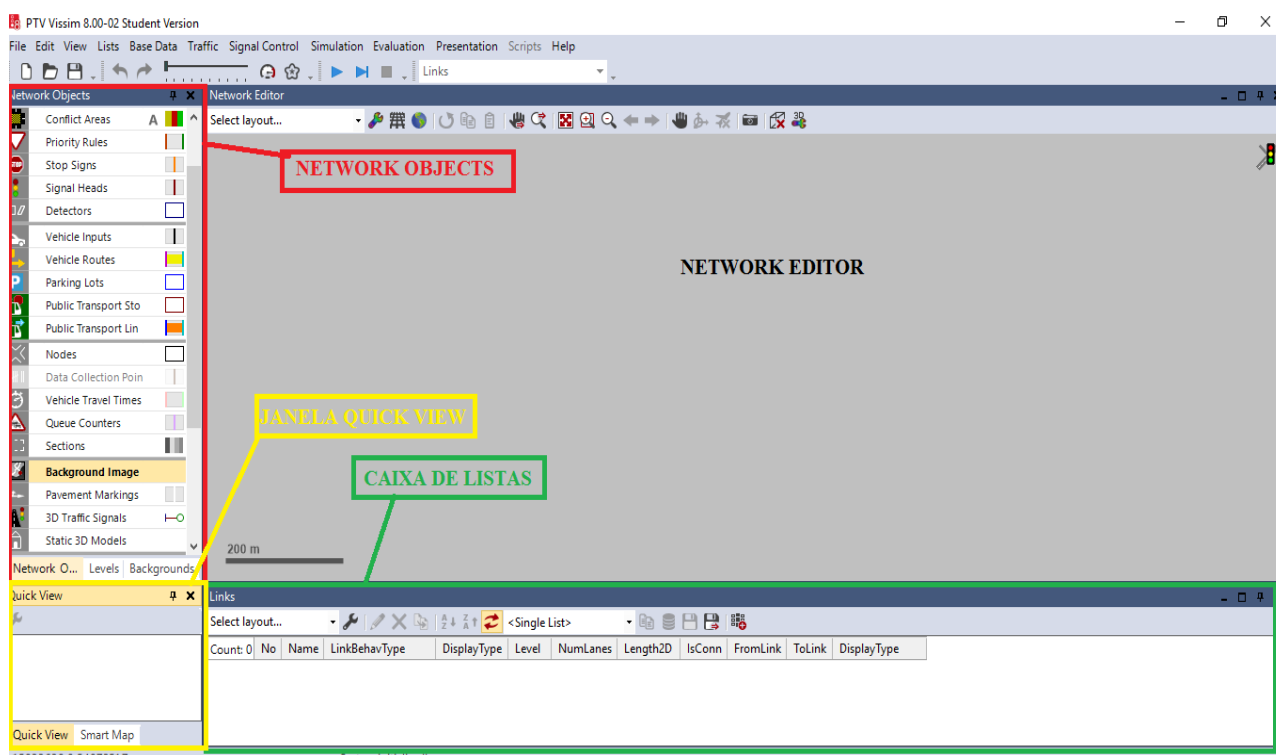 PTV Vissim 8.00-02 Student Version
File Edit View Lists Base Data Traffic Signal Control Simulation Evaluation Presentation Scripts Help
Links
Network Objects
Network Editor
Conflict Areas A
Select layout...
Priority Rules
Stop Signs
NETWORK OBJECTS
Signal Heads
Detectors
Vehicle Inputs
Vehicle Routes
NETWORK EDITOR
Parking Lots
Public Transport Sto
Public Transport Lin
Nodes
Data Collection Poin
Vehicle Travel Times
Queue Counters
JANELA QUICK VIEW
Sections
Background Image
CAIXA DE LISTAS
Pavement Markings
3D Traffic Signals
Static 3D Models
200 m
Network O... Levels Backgrounds
Quick View
Links
Select layout...
<Single List>
Count: 0 No Name LinkBehavType DisplayType Level NumLanes Length2D IsConn FromLink ToLink DisplayType
Quick View Smart Map